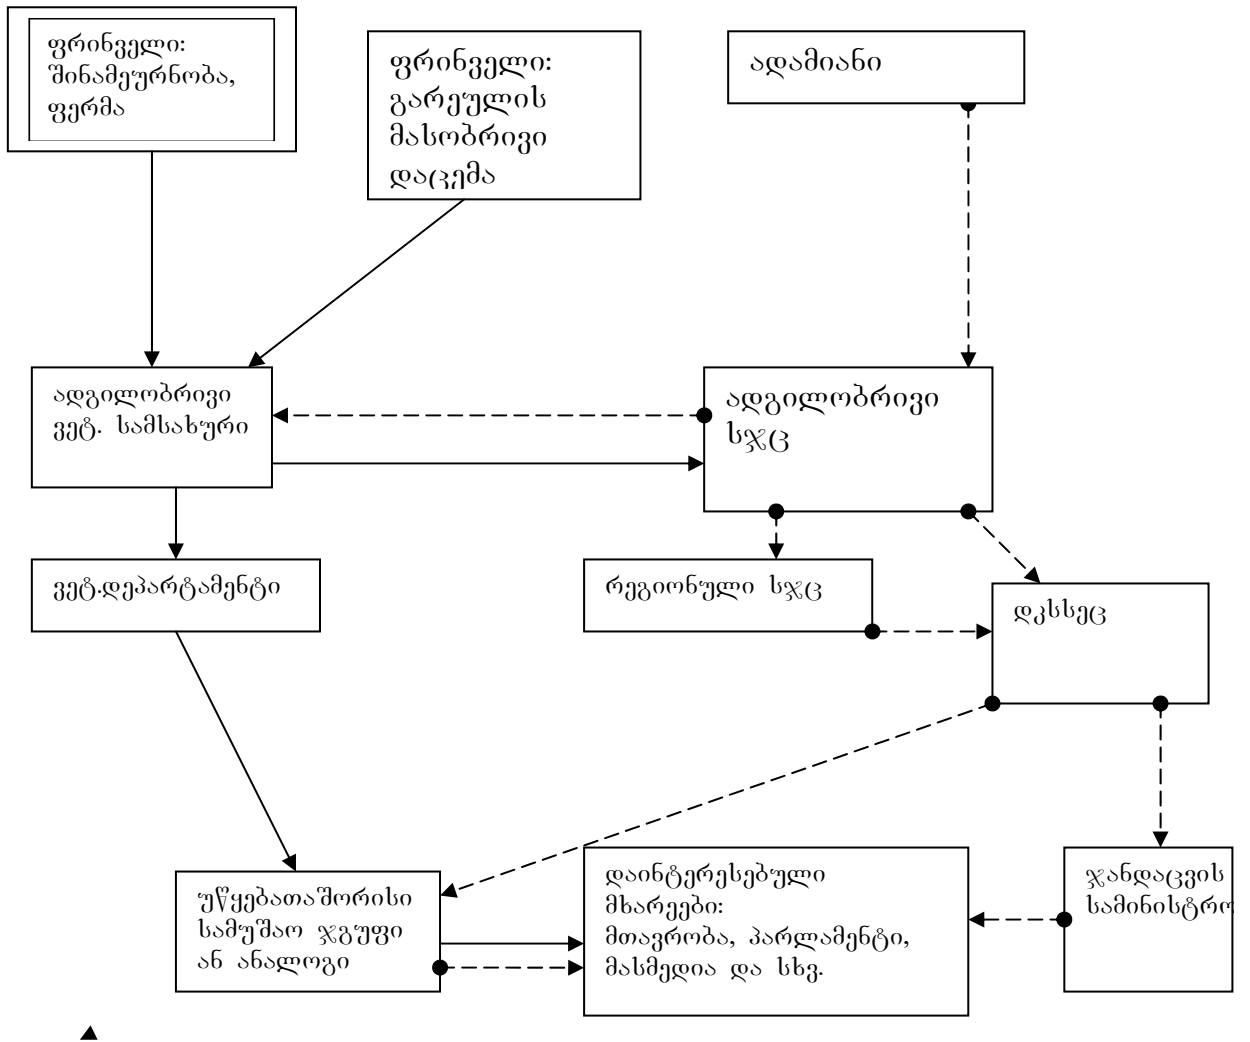 ფრინველი:
შინამეურნობა,
ფერმა
ფრინველი:
გარეულის
მასობრივი
დაცემა
ადამიანი
ადგილობრივი
ვეტ. სამსახური
ადგილობრივი
სჯც
ვეტ.დეპარტამენტი
რეგიონული სჯც
დკსსეც
უწყებათაშორისი
სამუშაო ჯგუფი
ან ანალოგი
დაინტერესებული
მხარეები:
მთავრობა, პარლამენტი,
მასმედია და სხვ.
ჯანდაცვის
სამინისტრო